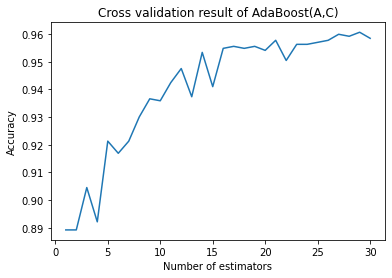 Cross validation result of AdaBoost(A,C)
0.96
0.95
0.94
0.93
0.92
0.91
0.90
0.89
Accuracy
0 5 10 15 20 25 30
Number of estimators